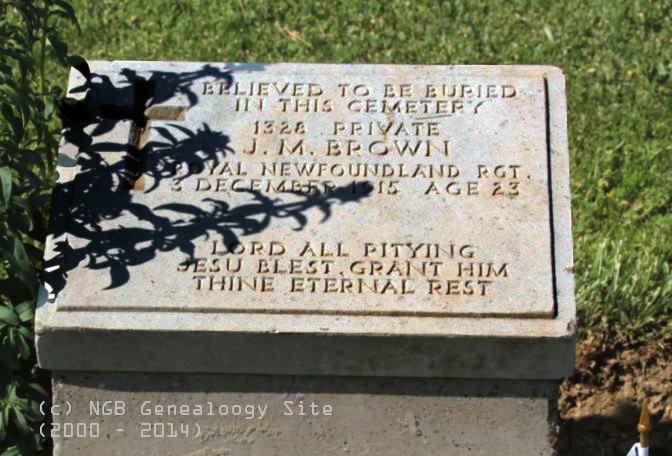 BELIEVED TO BE BURIED
IN THIS CEMETERY
1328 PRIVATE
J. M. BROWN
ROYAL NEWFOUNDLAND RGT.
3 DECEMBER 1915 AGE 23
LORD ALL PITYING
JESU BLEST, GRANT HIM
THINE ETERNAL REST
(c) NGB Genealoogy Site
(2000 - 2014)